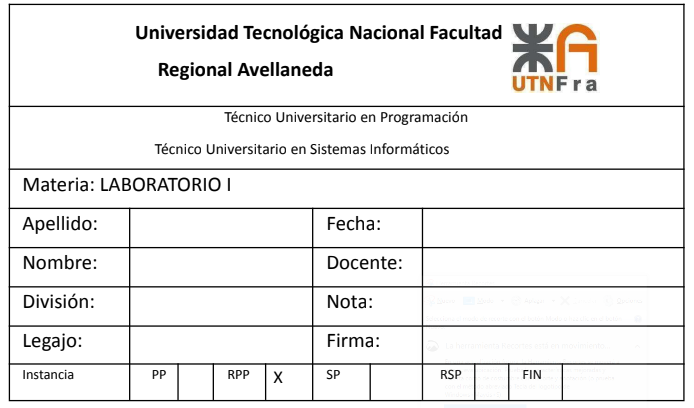 Universidad Tecnológica Nacional Facultad
Regional Avellaneda
UTNFra
Técnico Universitario en Programación
Técnico Universitario en Sistemas Informáticos
Materia: LABORATORIO I
Apellido: Fecha:
Nombre: Docente:
División: Nota:
Legajo: Firma:
Instancia PP RPP X SP RSP FIN